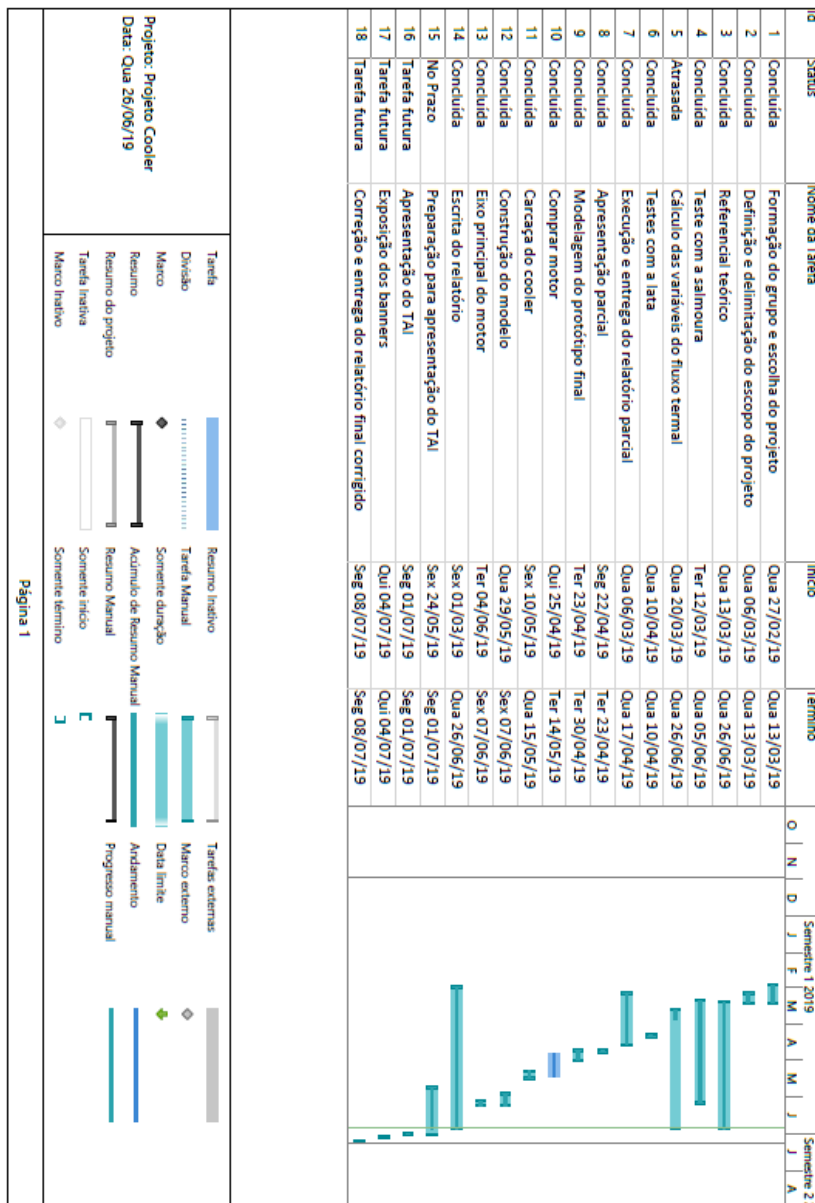 Id Status Nome da Tarefa Início Término
Semestre 1 2019 Semestre 2
O N D J F M A M J J A
1 Concluída Formação do grupo e escolha do projeto Qua 27/02/19 Qua 13/03/19
2 Concluída Definição e delimitação do escopo do projeto Qua 06/03/19 Qua 13/03/19
3 Concluída Referencial teórico Qua 13/03/19 Qua 26/06/19
4 Concluída Teste com a salmoura Ter 12/03/19 Qua 05/06/19
5 Atrasada Cálculo das variáveis do fluxo termal Qua 20/03/19 Qua 26/06/19
6 Concluída Testes com a lata Qua 10/04/19 Qua 10/04/19
7 Concluída Execução e entrega do relatório parcial Qua 06/03/19 Qua 17/04/19
8 Concluída Apresentação parcial Seg 22/04/19 Ter 23/04/19
9 Concluída Modelagem do protótipo final Ter 23/04/19 Ter 30/04/19
10 Concluída Comprar motor Qui 25/04/19 Ter 14/05/19
11 Concluída Carcaça do cooler Sex 10/05/19 Qua 15/05/19
12 Concluída Construção do modelo Qua 29/05/19 Sex 07/06/19
13 Concluída Eixo principal do motor Ter 04/06/19 Sex 07/06/19
14 Concluída Escrita do relatório Sex 01/03/19 Qua 26/06/19
15 No Prazo Preparação para apresentação do TAI Sex 24/05/19 Seg 01/07/19
16 Tarefa futura Apresentação do TAI Seg 01/07/19 Seg 01/07/19
17 Tarefa futura Exposição dos banners Qui 04/07/19 Qui 04/07/19
18 Tarefa futura Correção e entrega do relatório final corrigido Seg 08/07/19 Seg 08/07/19
Projeto: Projeto Cooler
Data: Qua 26/06/19
Tarefa Resumo Inativo Tarefas externas
Divisão Tarefa Manual Marco externo
Marco Somente duração Data limite
Resumo Acúmulo de Resumo Manual Andamento
Resumo do projeto Resumo Manual Progresso manual
Tarefa Inativa Somente início
Marco Inativo Somente término
Página 1